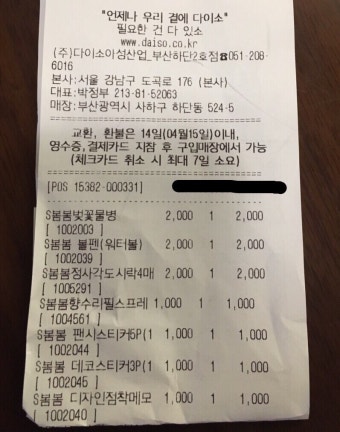 "언제나 우리 곁에 다이소"
필요한 건 다 있소
www.daiso.co.kr
(주)다이소아성산업_부산하단2호점☎051-208-
6016
본사:서울 강남구 도곡로 176 (본사)
대표:박정부 213-81-52063
매장:부산광역시 사하구 하단동 524-5
교환, 환불은 14일(04월15일)이내,
영수증,결제카드 지참 후 구입매장에서 가능
(체크카드 취소 시 최대 7일 소요)
[POS 15382-000331]
S봄봄벚꽃물병 2,000 1 2,000
[ 1002003 ]
S봄봄 볼펜(워터볼) 2,000 1 2,000
[ 1002039 ]
S봄봄정사각도시락4매 2,000 1 2,000
[ 1005291 ]
S봄봄향수리필스프레 1,000 1 1,000
[ 1004561 ]
S봄봄 팬시스티커5P(1 1,000 1 1,000
[ 1002044 ]
S봄봄 데코스티커3P(1 1,000 1 1,000
[ 1002045 ]
S봄봄 디자인점착메모 1,000 1 1,000
[ 1002040 ]